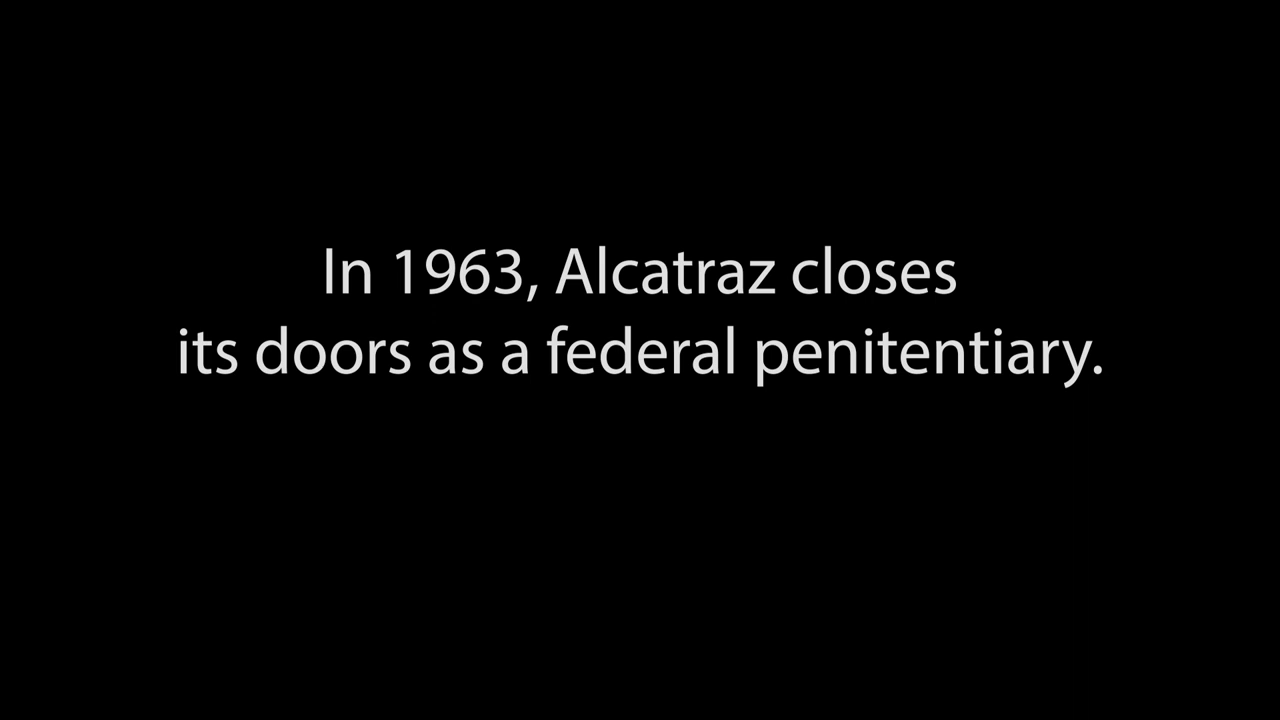 In 1963, Alcatraz closes
its doors as a federal penitentiary.